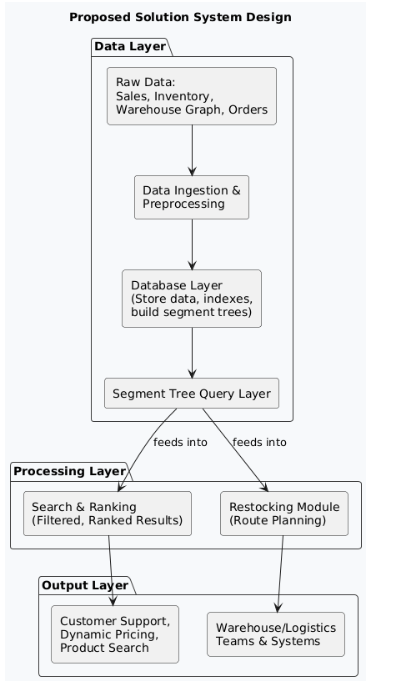 Proposed Solution System Design
Data Layer
Raw Data:
Sales, Inventory,
Warehouse Graph, Orders
Data Ingestion &
Preprocessing
Database Layer
(Store data, indexes,
build segment trees)
Segment Tree Query Layer
feeds into
feeds into
Processing Layer
Search & Ranking
(Filtered, Ranked Results)
Restocking Module
(Route Planning)
Output Layer
Customer Support,
Dynamic Pricing,
Product Search
Warehouse/Logistics
Teams & Systems